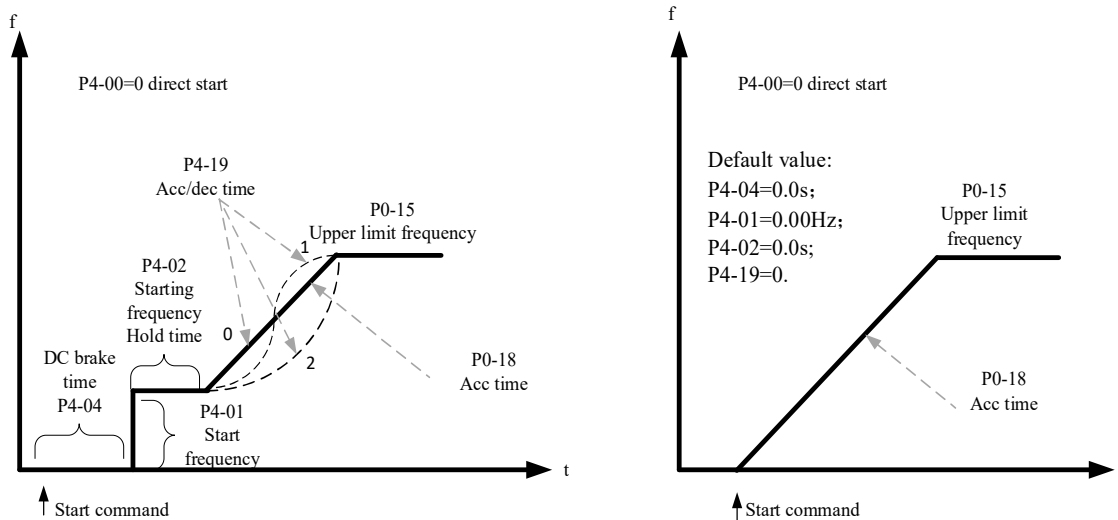 f
P4-00=0 direct start
P4-19
Acc/dec time
P0-15
Upper limit frequency
1
P4-02
Starting
frequency
Hold time
0
2
DC brake
time
P4-04
P4-01
Start
frequency
P0-18
Acc time
t
Start command
f
P4-00=0 direct start
Default value:
P4-04=0.0s;
P4-01=0.00Hz;
P4-02=0.0s;
P4-19=0.
P0-15
Upper limit
frequency
P0-18
Acc time
Start command